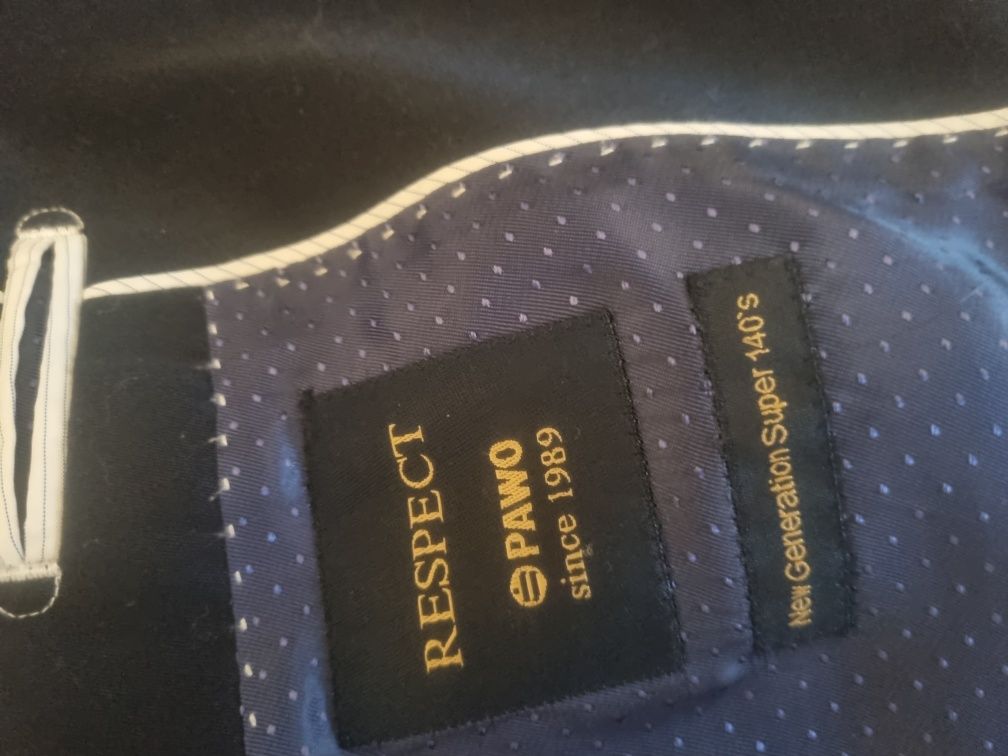 RESPECT
PAWO
since 1989
New Generation Super 140's